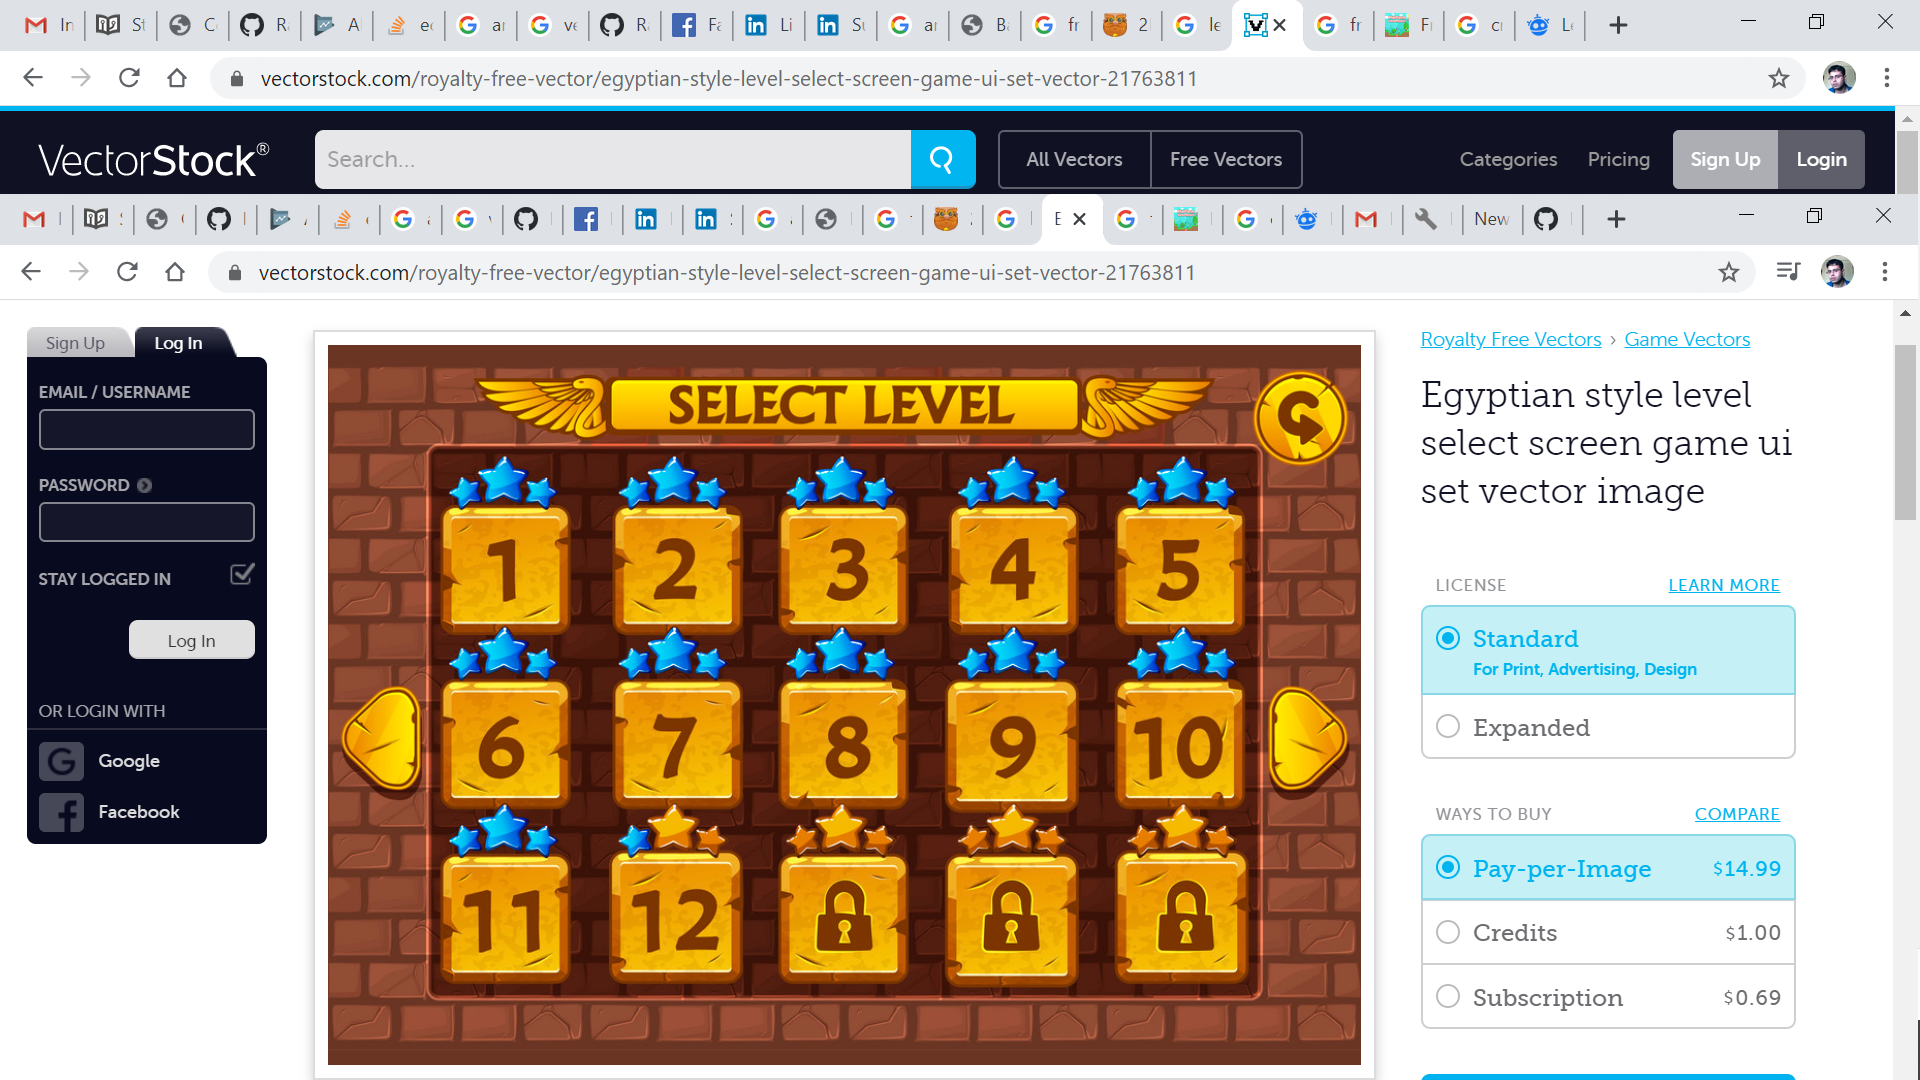 vectorstock.com/royalty-free-vector/egyptian-style-level-select-screen-game-ui-set-vector-21763811
VectorStock®
Search...
All Vectors
Free Vectors
Categories
Pricing
Sign Up
Login
New
vectorstock.com/royalty-free-vector/egyptian-style-level-select-screen-game-ui-set-vector-21763811
Sign Up
Log In
EMAIL / USERNAME
PASSWORD
STAY LOGGED IN
Log In
OR LOGIN WITH
Google
Facebook
SELECT LEVEL
1 2 3 4 5
6 7 8 9 10
11 12
Royalty Free Vectors › Game Vectors
Egyptian style level
select screen game ui
set vector image
LICENSE
LEARN MORE
Standard
For Print, Advertising, Design
Expanded
WAYS TO BUY
COMPARE
Pay-per-Image $14.99
Credits $1.00
Subscription $0.69